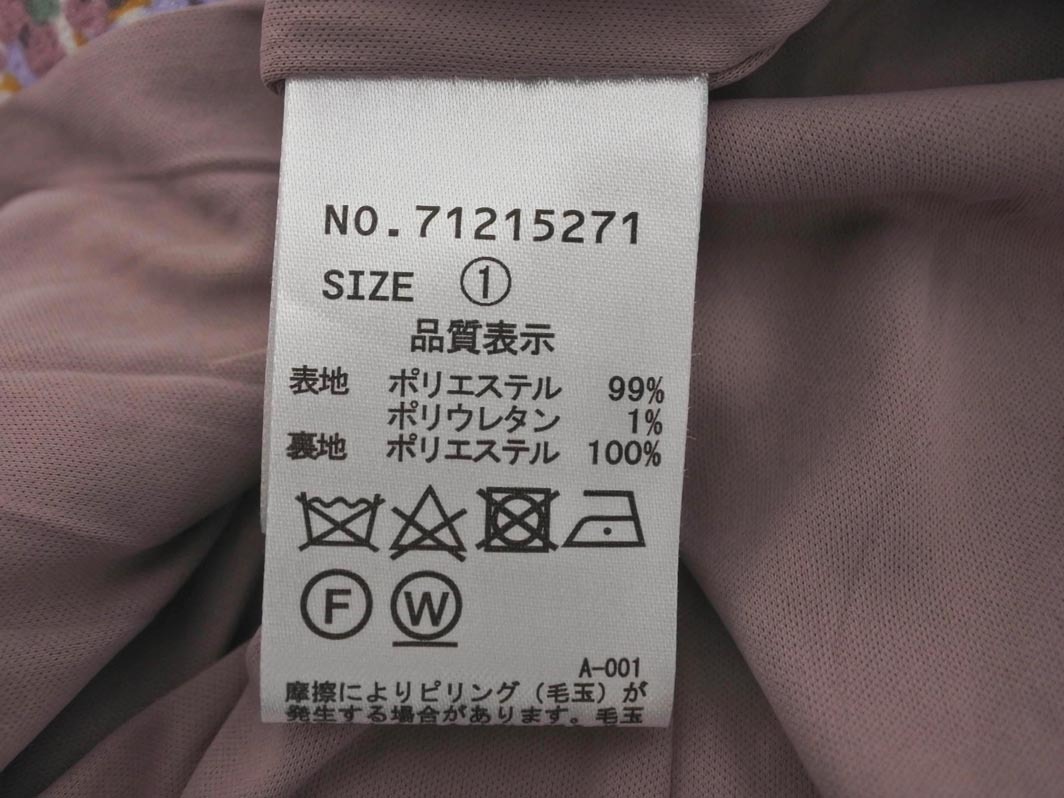 NO.71215271
SIZE ①
品質表示
表地 ポリエステル 99%
ポリウレタン 1%
裏地 ポリエステル 100%
F W
A-001
摩擦によりピリング（毛玉）が
発生する場合があります。毛玉